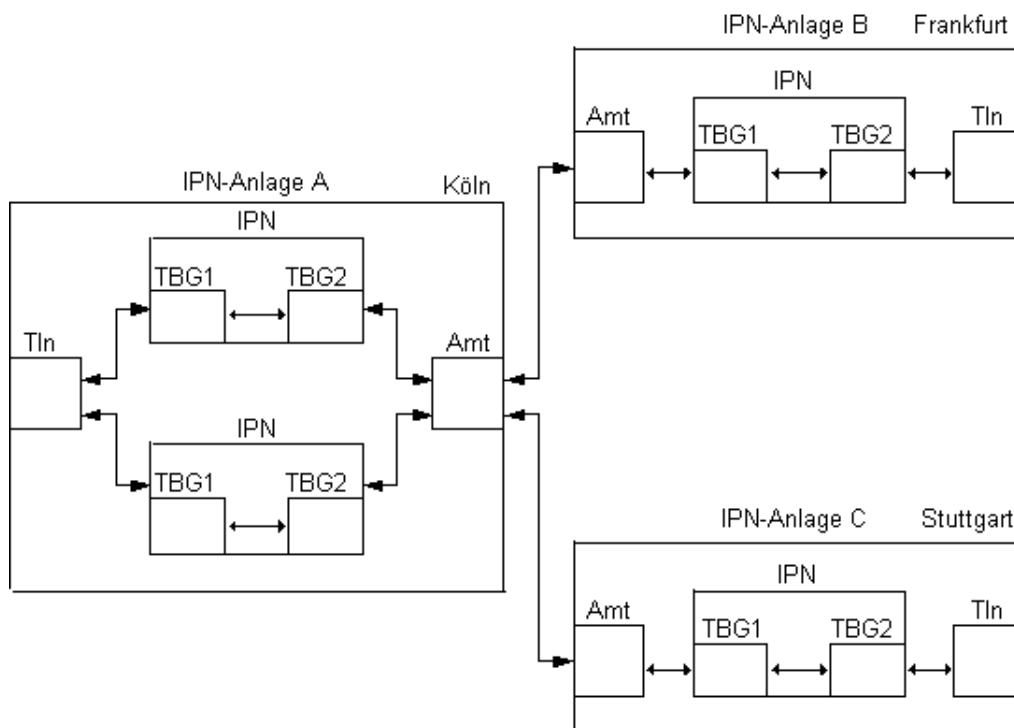 IPN-Anlage B Frankfurt
IPN
Amt
TBG1 TBG2
Tln
IPN-Anlage A Köln
IPN
TBG1 TBG2
Tln
Amt
IPN
TBG1 TBG2
IPN-Anlage C Stuttgart
IPN
Amt
TBG1 TBG2
Tln